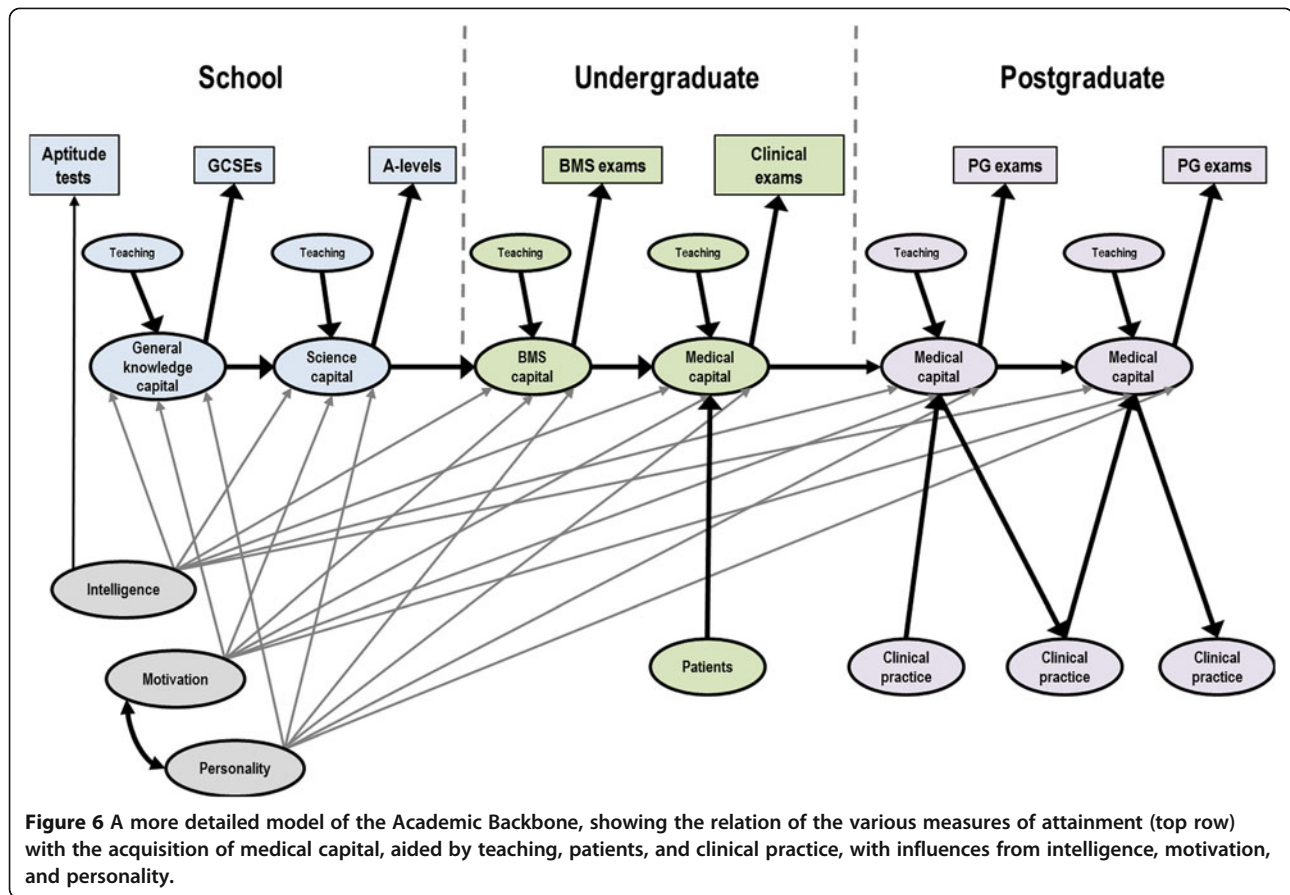 School
Undergraduate
Postgraduate
Aptitude
tests
GCSEs
A-levels
BMS exams
Clinical
exams
PG exams
PG exams
Teaching
Teaching
Teaching
Teaching
Teaching
Teaching
General
knowledge
capital
Science
capital
BMS
capital
Medical
capital
Medical
capital
Medical
capital
Intelligence
Motivation
Personality
Patients
Clinical
practice
Clinical
practice
Clinical
practice
Figure 6 A more detailed model of the Academic Backbone, showing the relation of the various measures of attainment (top row)
with the acquisition of medical capital, aided by teaching, patients, and clinical practice, with influences from intelligence, motivation,
and personality.